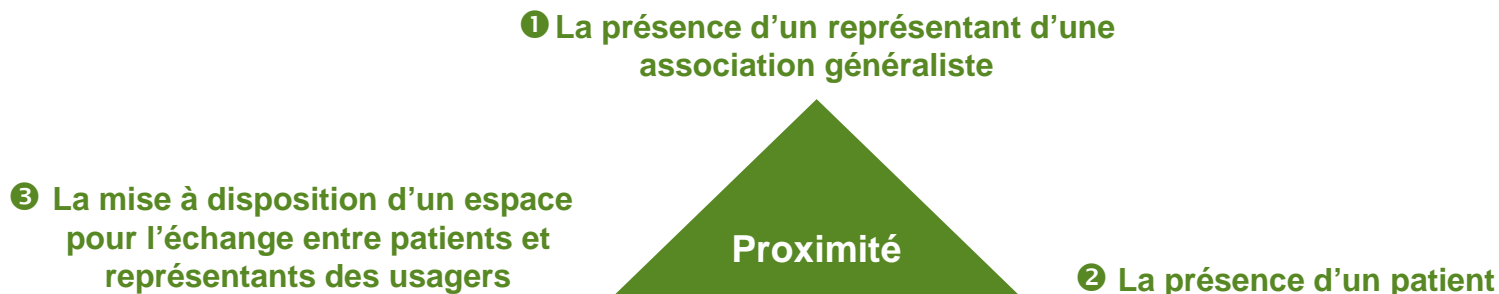 ❶ La présence d’un représentant d’une
association généraliste
❸ La mise à disposition d’un espace
pour l’échange entre patients et
représentants des usagers
Proximité
❷ La présence d’un patient